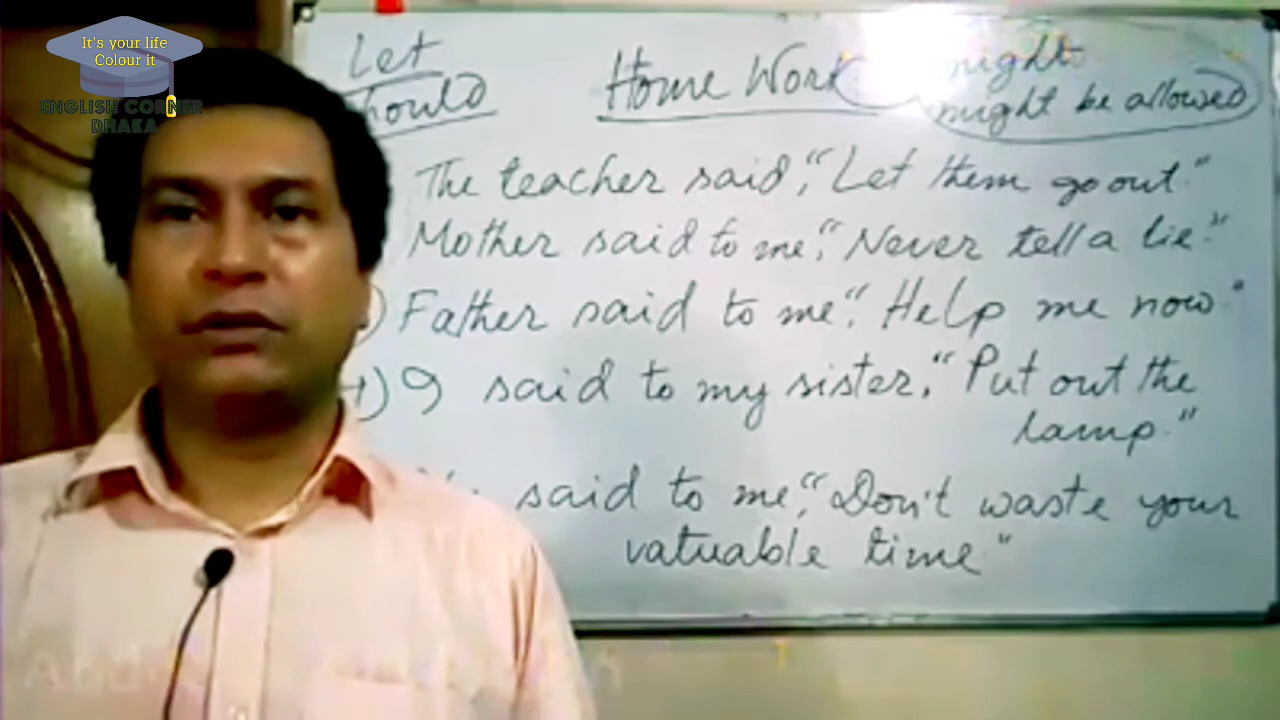 It's your life
Colour it
ENGLISH CORNER
DHAKA
Let
should
Home Work
might
might be allowed
The teacher said, "Let them go out."
Mother said to me, "Never tell a lie."
) Father said to me, "Help me now."
4) I said to my sister, "Put out the
lamp."
said to me, "Don't waste your
valuable time."